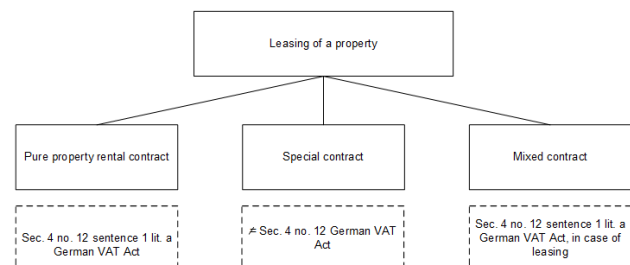 Leasing of a property
Pure property rental contract
Special contract
Mixed contract
Sec. 4 no. 12 sentence 1 lit. a
German VAT Act
≠ Sec. 4 no. 12 German VAT
Act
Sec. 4 no. 12 sentence 1 lit. a
German VAT Act, in case of
leasing